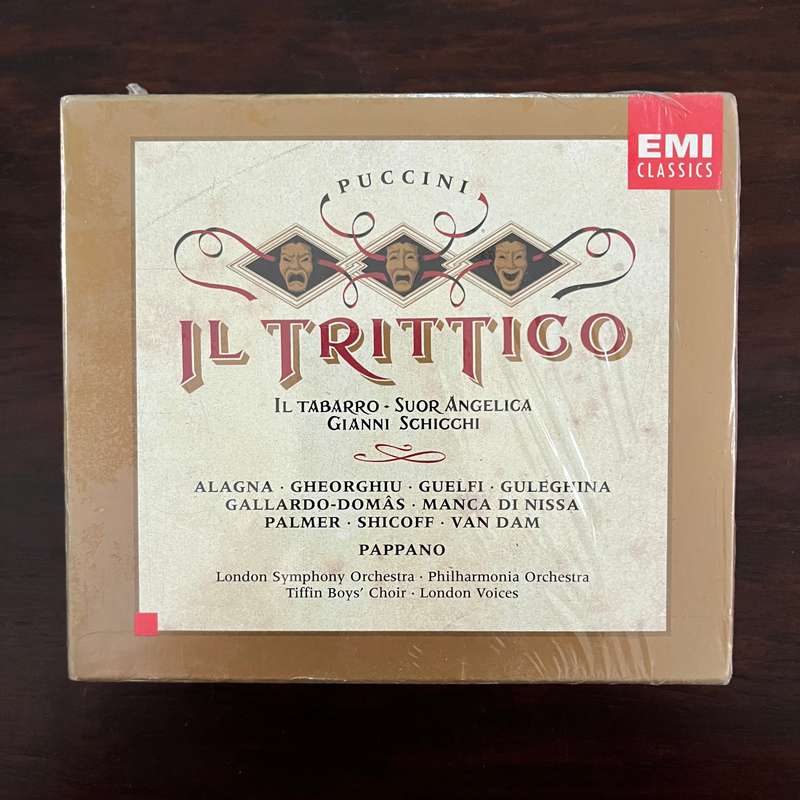 EMI
CLASSICS
PUCCINI
IL TRITTICO
IL TABARRO - SUOR ANGELICA
GIANNI SCHICCHI
ALAGNA · GHEORGHIU · GUELFI · GULEGHINA
GALLARDO-DOMÂS · MANCA DI NISSA
PALMER · SHICOFF · VAN DAM
PAPPANO
London Symphony Orchestra · Philharmonia Orchestra
Tiffin Boys' Choir · London Voices